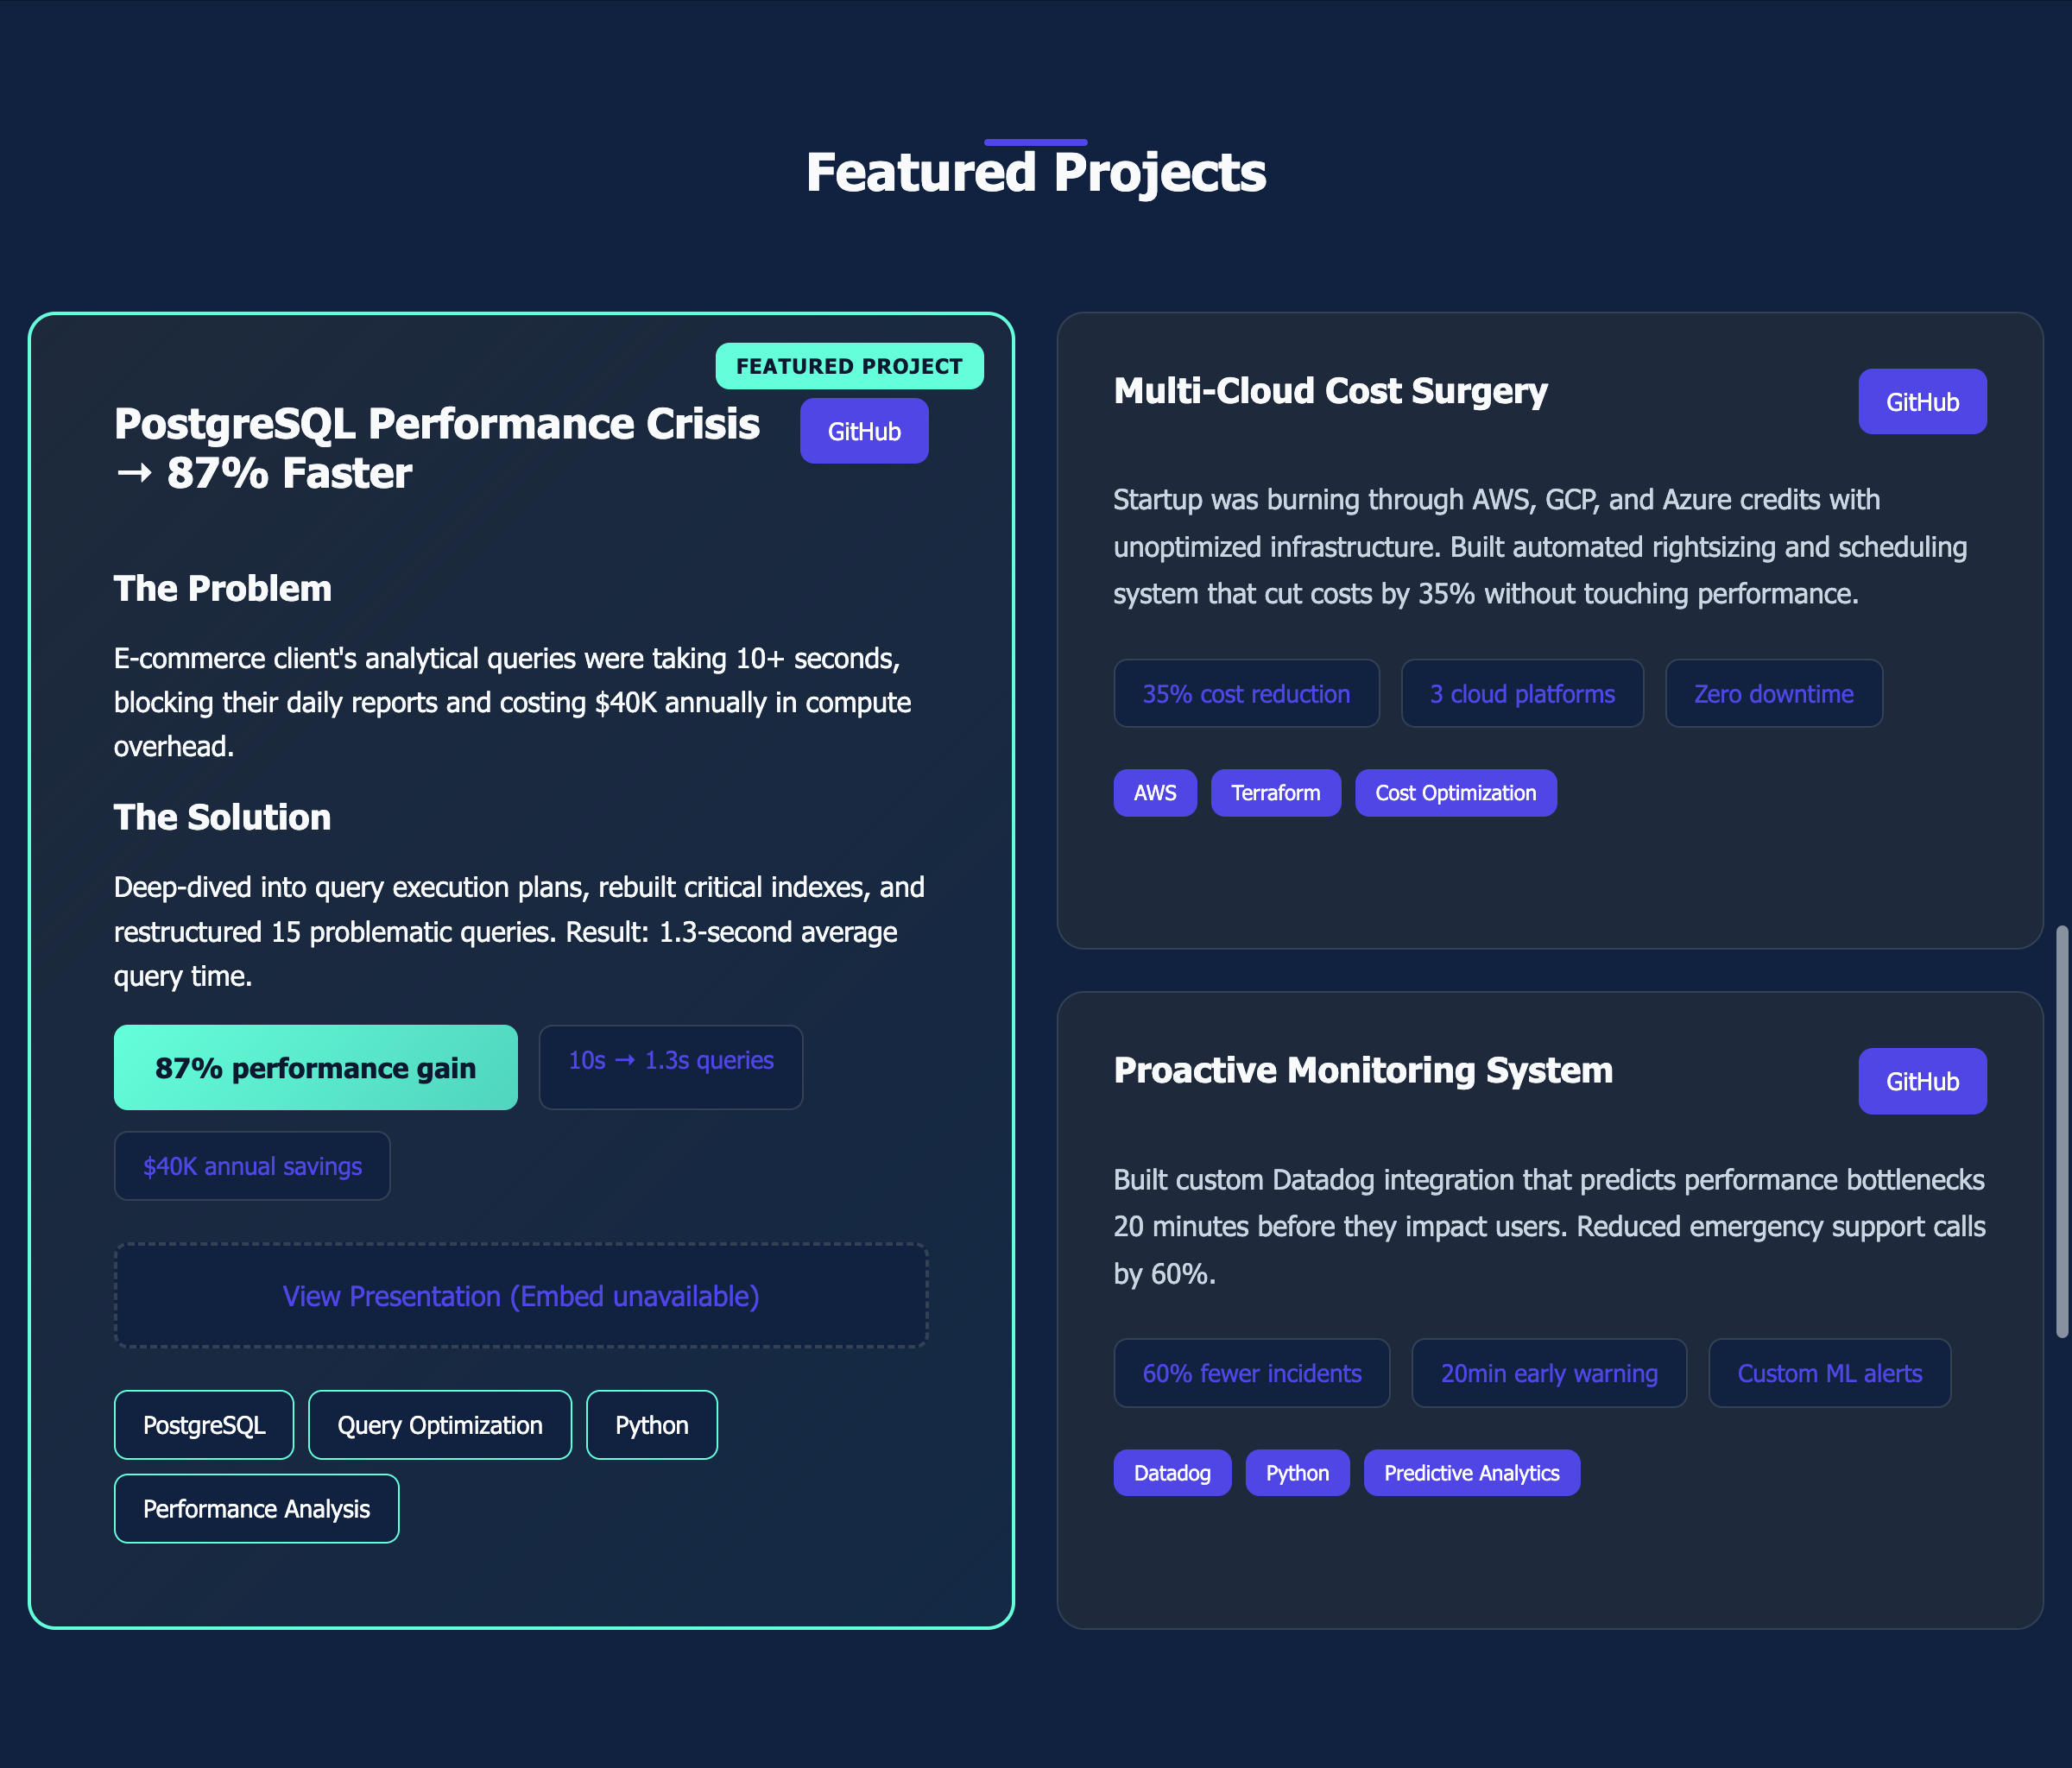 Featured Projects
FEATURED PROJECT
PostgreSQL Performance Crisis
→ 87% Faster
GitHub
The Problem
E-commerce client's analytical queries were taking 10+ seconds,
blocking their daily reports and costing $40K annually in compute
overhead.
The Solution
Deep-dived into query execution plans, rebuilt critical indexes, and
restructured 15 problematic queries. Result: 1.3-second average
query time.
87% performance gain
10s → 1.3s queries
$40K annual savings
View Presentation (Embed unavailable)
PostgreSQL
Query Optimization
Python
Performance Analysis
Multi-Cloud Cost Surgery
GitHub
Startup was burning through AWS, GCP, and Azure credits with
unoptimized infrastructure. Built automated rightsizing and scheduling
system that cut costs by 35% without touching performance.
35% cost reduction
3 cloud platforms
Zero downtime
AWS
Terraform
Cost Optimization
Proactive Monitoring System
GitHub
Built custom Datadog integration that predicts performance bottlenecks
20 minutes before they impact users. Reduced emergency support calls
by 60%.
60% fewer incidents
20min early warning
Custom ML alerts
Datadog
Python
Predictive Analytics